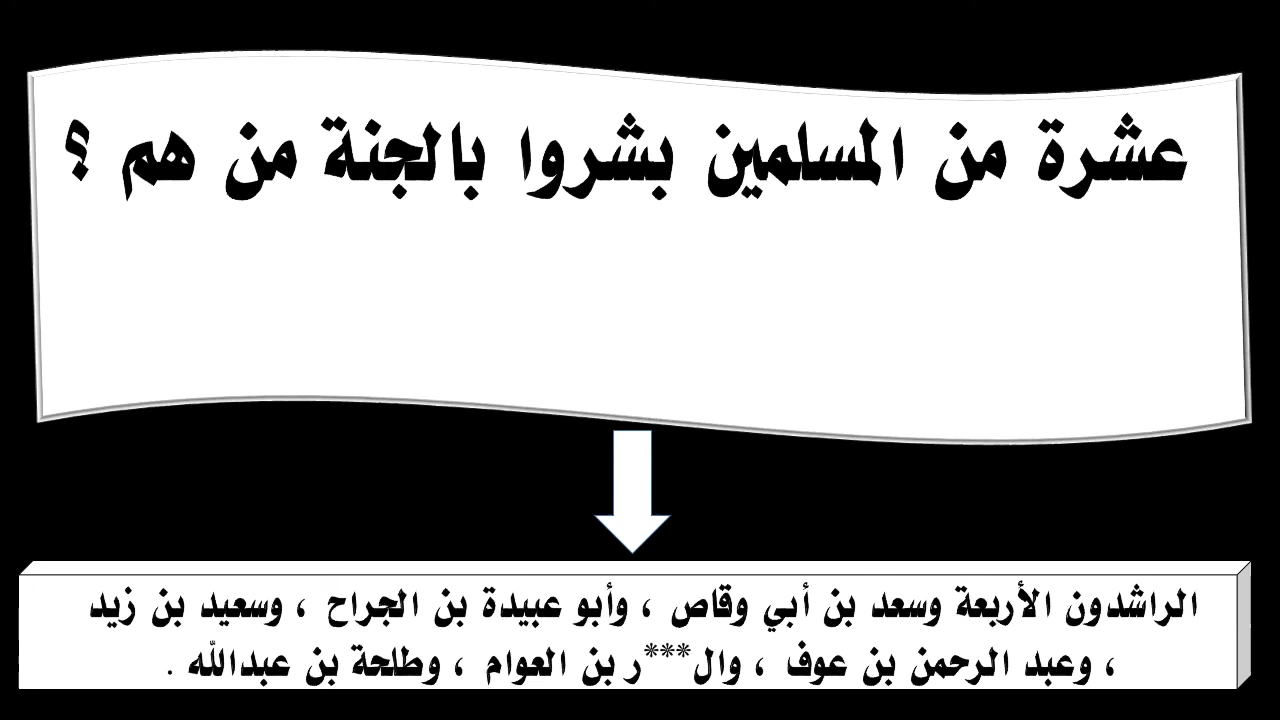 عشرة من المسلمين بشروا بالجنة من هم ؟
الراشدون الأربعة وسعد بن أبي وقاص ، وأبو عبيدة بن الجراح ، وسعيد بن زيد
، وعبد الرحمن بن عوف ، وال***ر بن العوام ، وطلحة بن عبدالله .